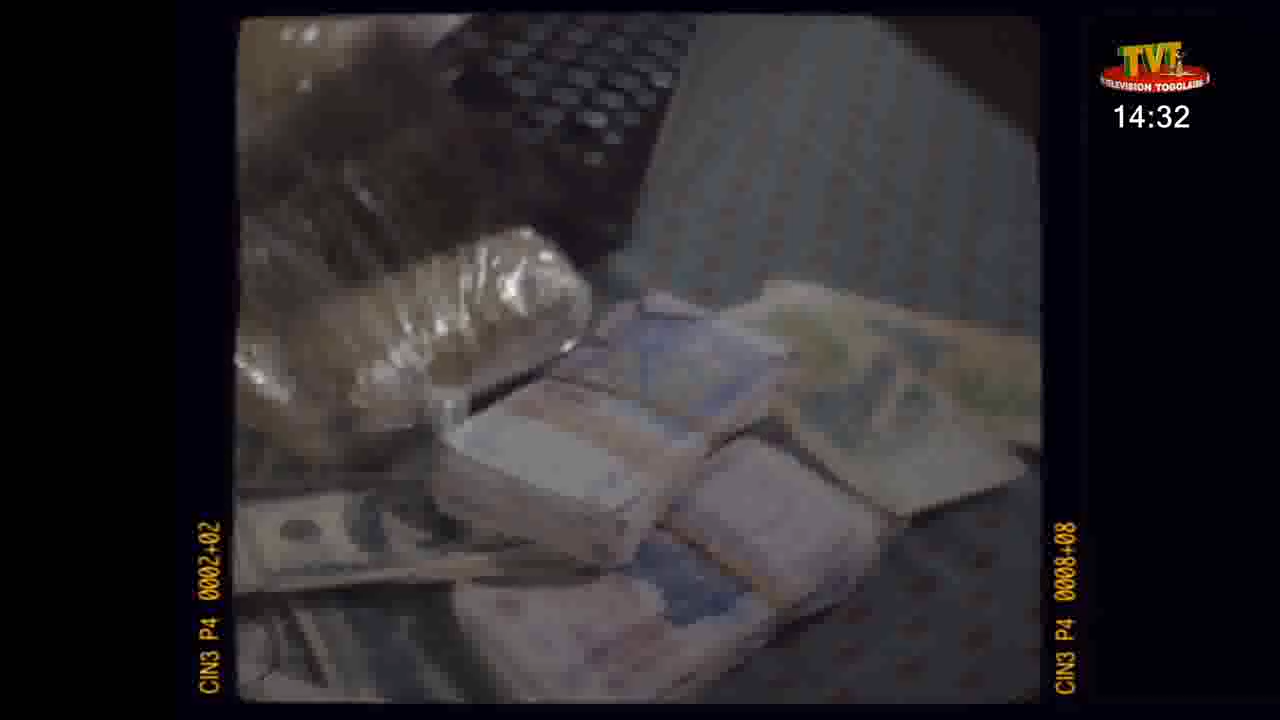 TVT
TELEVISION TOGOLAISE
14:32
CIN3 P4 0002+02
CIN3 P4 0008+08